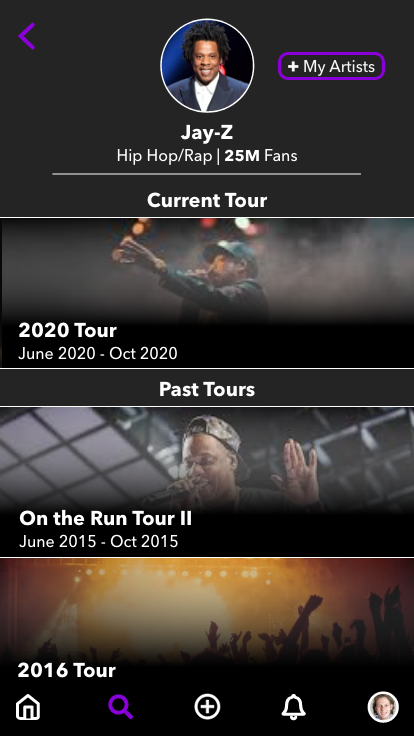 + My Artists
Jay-Z
Hip Hop/Rap | 25M Fans
Current Tour
2020 Tour
June 2020 - Oct 2020
Past Tours
On the Run Tour II
June 2015 - Oct 2015
2016 Tour